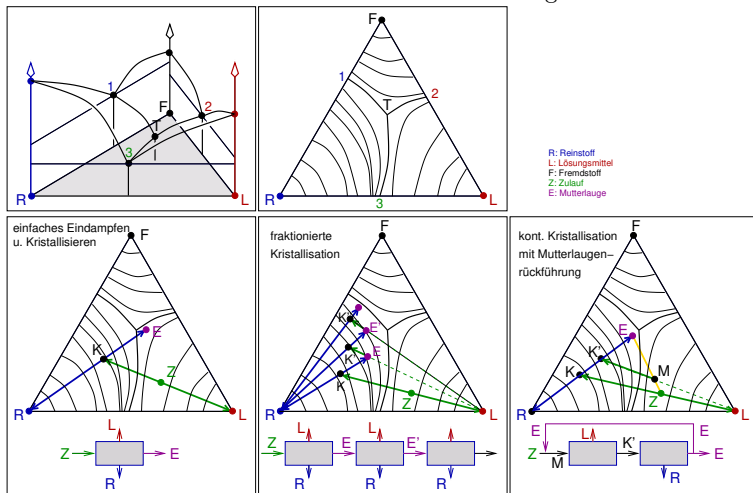 1
2
F
T
3
R
L
F
1
2
T
R
L
3
R: Reinstoff
L: Lösungsmittel
F: Fremdstoff
Z: Zulauf
E: Mutterlauge
einfaches Eindampfen
u. Kristallisieren
F
E
K
Z
R
L
L
Z
E
R
fraktionierte
Kristallisation
F
E'
E
K'
K
Z
R
L
L
L
Z
E
E'
R
R
kont. Kristallisation
mit Mutterlaugen–
rückführung
F
E
K'
K
M
Z
R
L
E
E
L
K'
Z
M
R